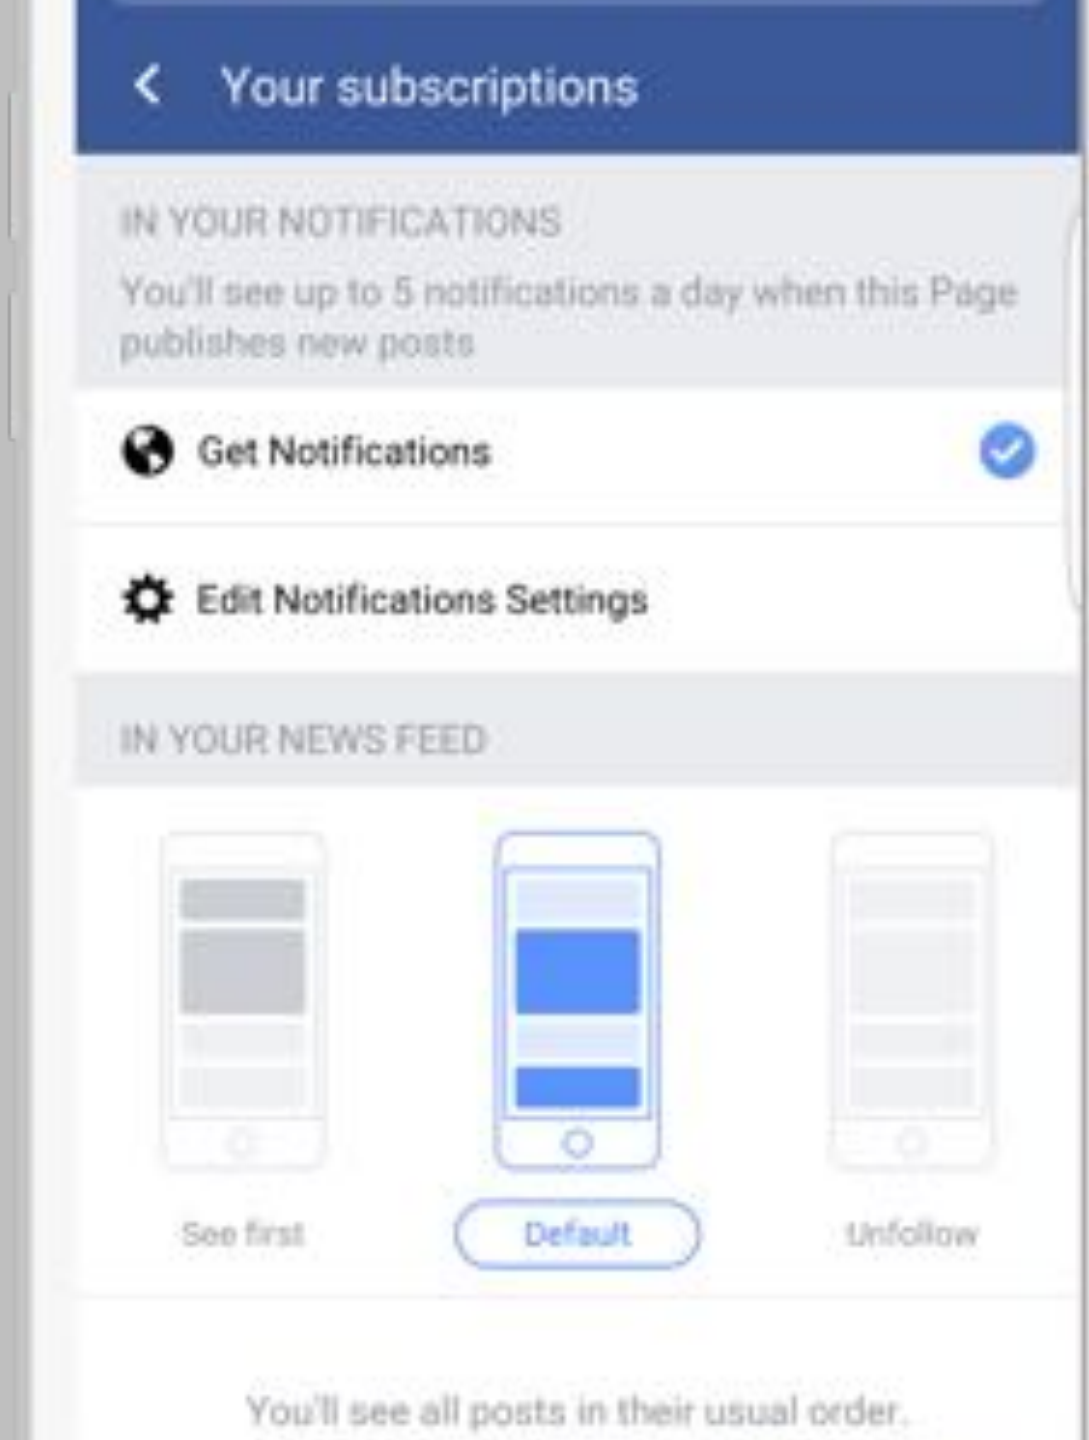 Your subscriptions
IN YOUR NOTIFICATIONS
You'll see up to 5 notifications a day when this Page
publishes new posts
Get Notifications
Edit Notifications Settings
IN YOUR NEWS FEED
See first
Default
Unfollow
You'll see all posts in their usual order.